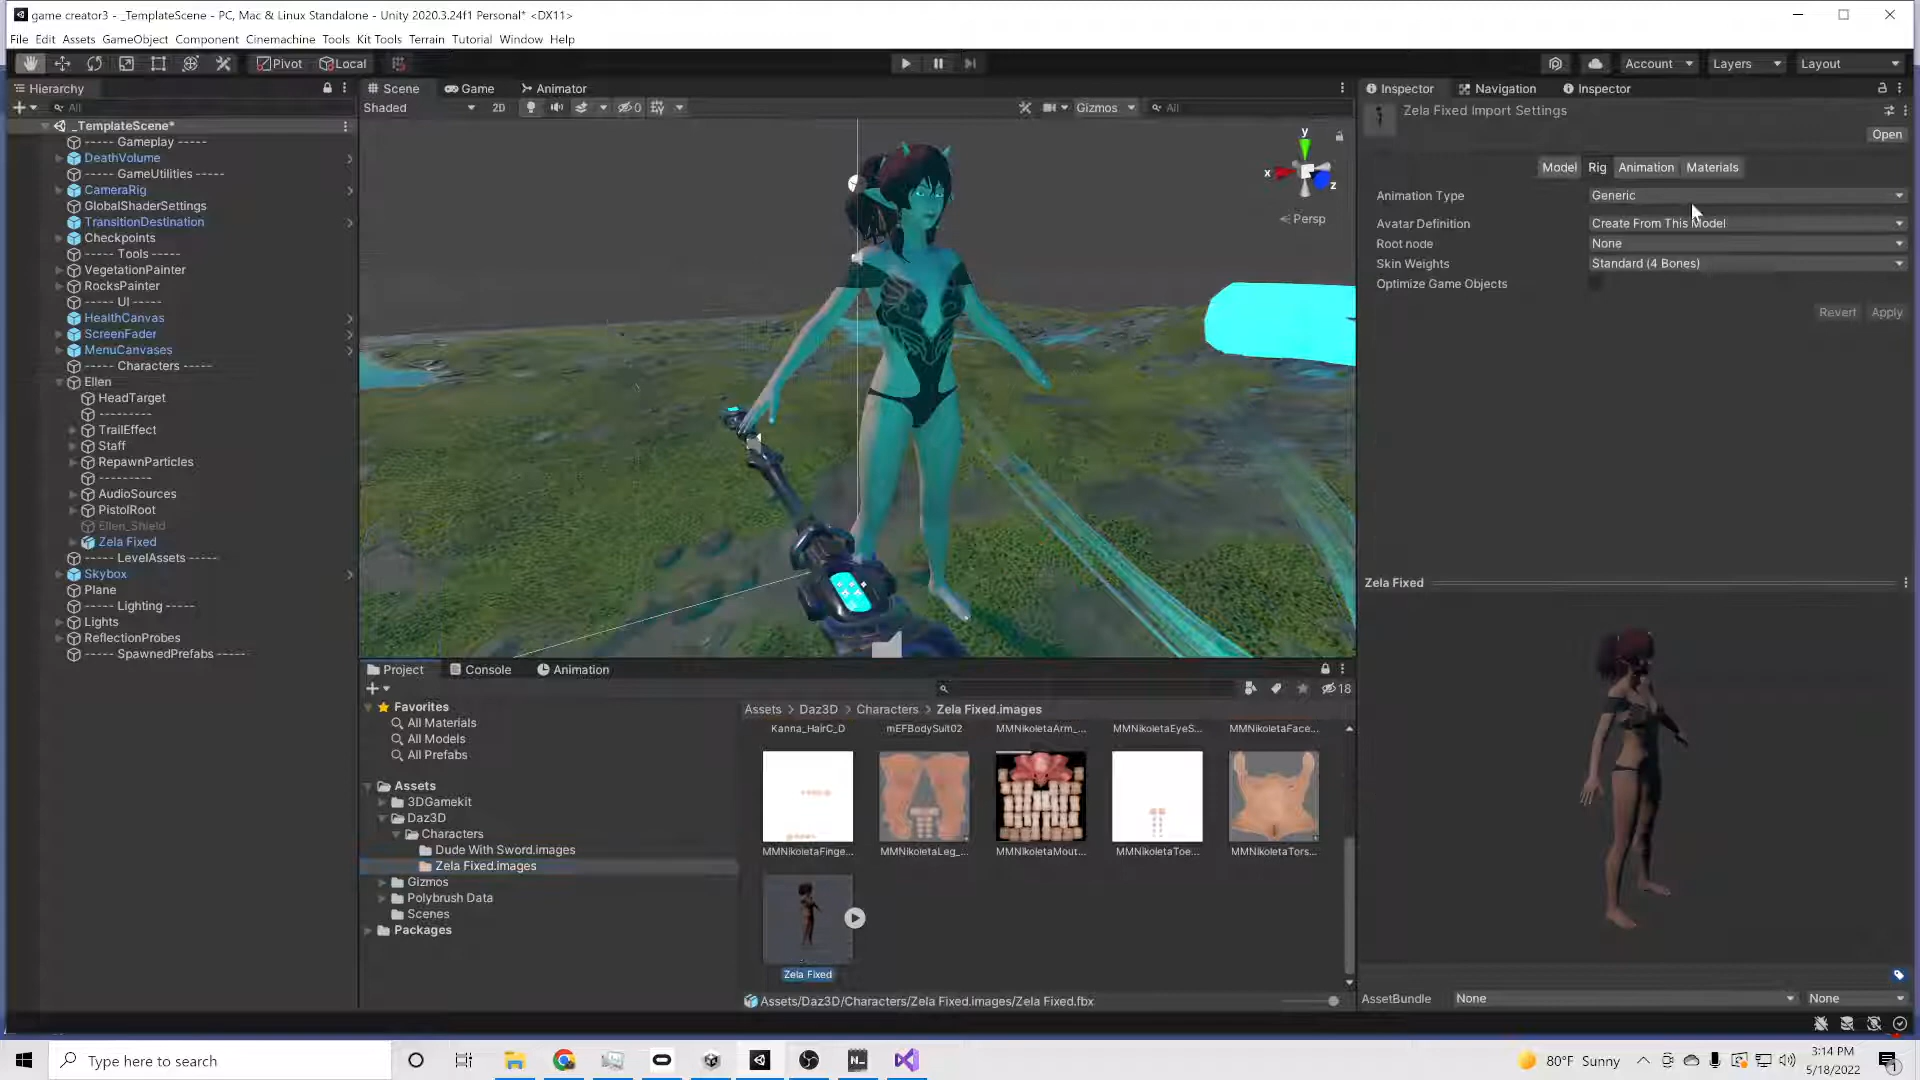 game creator3 - _TemplateScene - PC, Mac & Linux Standalone - Unity 2020.3.24f1 Personal* <DX11>
File Edit Assets GameObject Component Cinemachine Tools Kit Tools Terrain Tutorial Window Help
Pivot Local Account Layers Layout
Hierarchy
All
_TemplateScene*
----- Gameplay -----
DeathVolume
----- GameUtilities -----
CameraRig
GlobalShaderSettings
TransitionDestination
Checkpoints
----- Tools -----
VegetationPainter
RocksPainter
----- UI -----
HealthCanvas
ScreenFader
MenuCanvases
----- Characters -----
Ellen
HeadTarget
---------
TrailEffect
Staff
RepawnParticles
---------
AudioSources
PistolRoot
Ellen_Shield
Zela Fixed
----- LevelAssets -----
Skybox
Plane
----- Lighting -----
Lights
ReflectionProbes
----- SpawnedPrefabs -----
Scene Game Animator
Shaded 2D 0 Gizmos All
y
x
z
Persp
Project Console Animation
18
Favorites
All Materials
All Models
All Prefabs
Assets
3DGamekit
Daz3D
Characters
Dude With Sword.images
Zela Fixed.images
Gizmos
Polybrush Data
Scenes
Packages
Assets > Daz3D > Characters > Zela Fixed.images
Kanna_HairC_D mEFBodySuit02 MMNikoletaArm_... MMNikoletaEyeS... MMNikoletaFace...
MMNikoletaFinge... MMNikoletaLeg_... MMNikoletaMout... MMNikoletaToe... MMNikoletaTors...
Zela Fixed
Assets/Daz3D/Characters/Zela Fixed.images/Zela Fixed.fbx
Inspector Navigation Inspector
Zela Fixed Import Settings
Open
Model Rig Animation Materials
Animation Type Generic
Avatar Definition Create From This Model
Root node None
Skin Weights Standard (4 Bones)
Optimize Game Objects
Revert Apply
Zela Fixed
AssetBundle None None
Type here to search
80°F Sunny
3:14 PM
5/18/2022
1